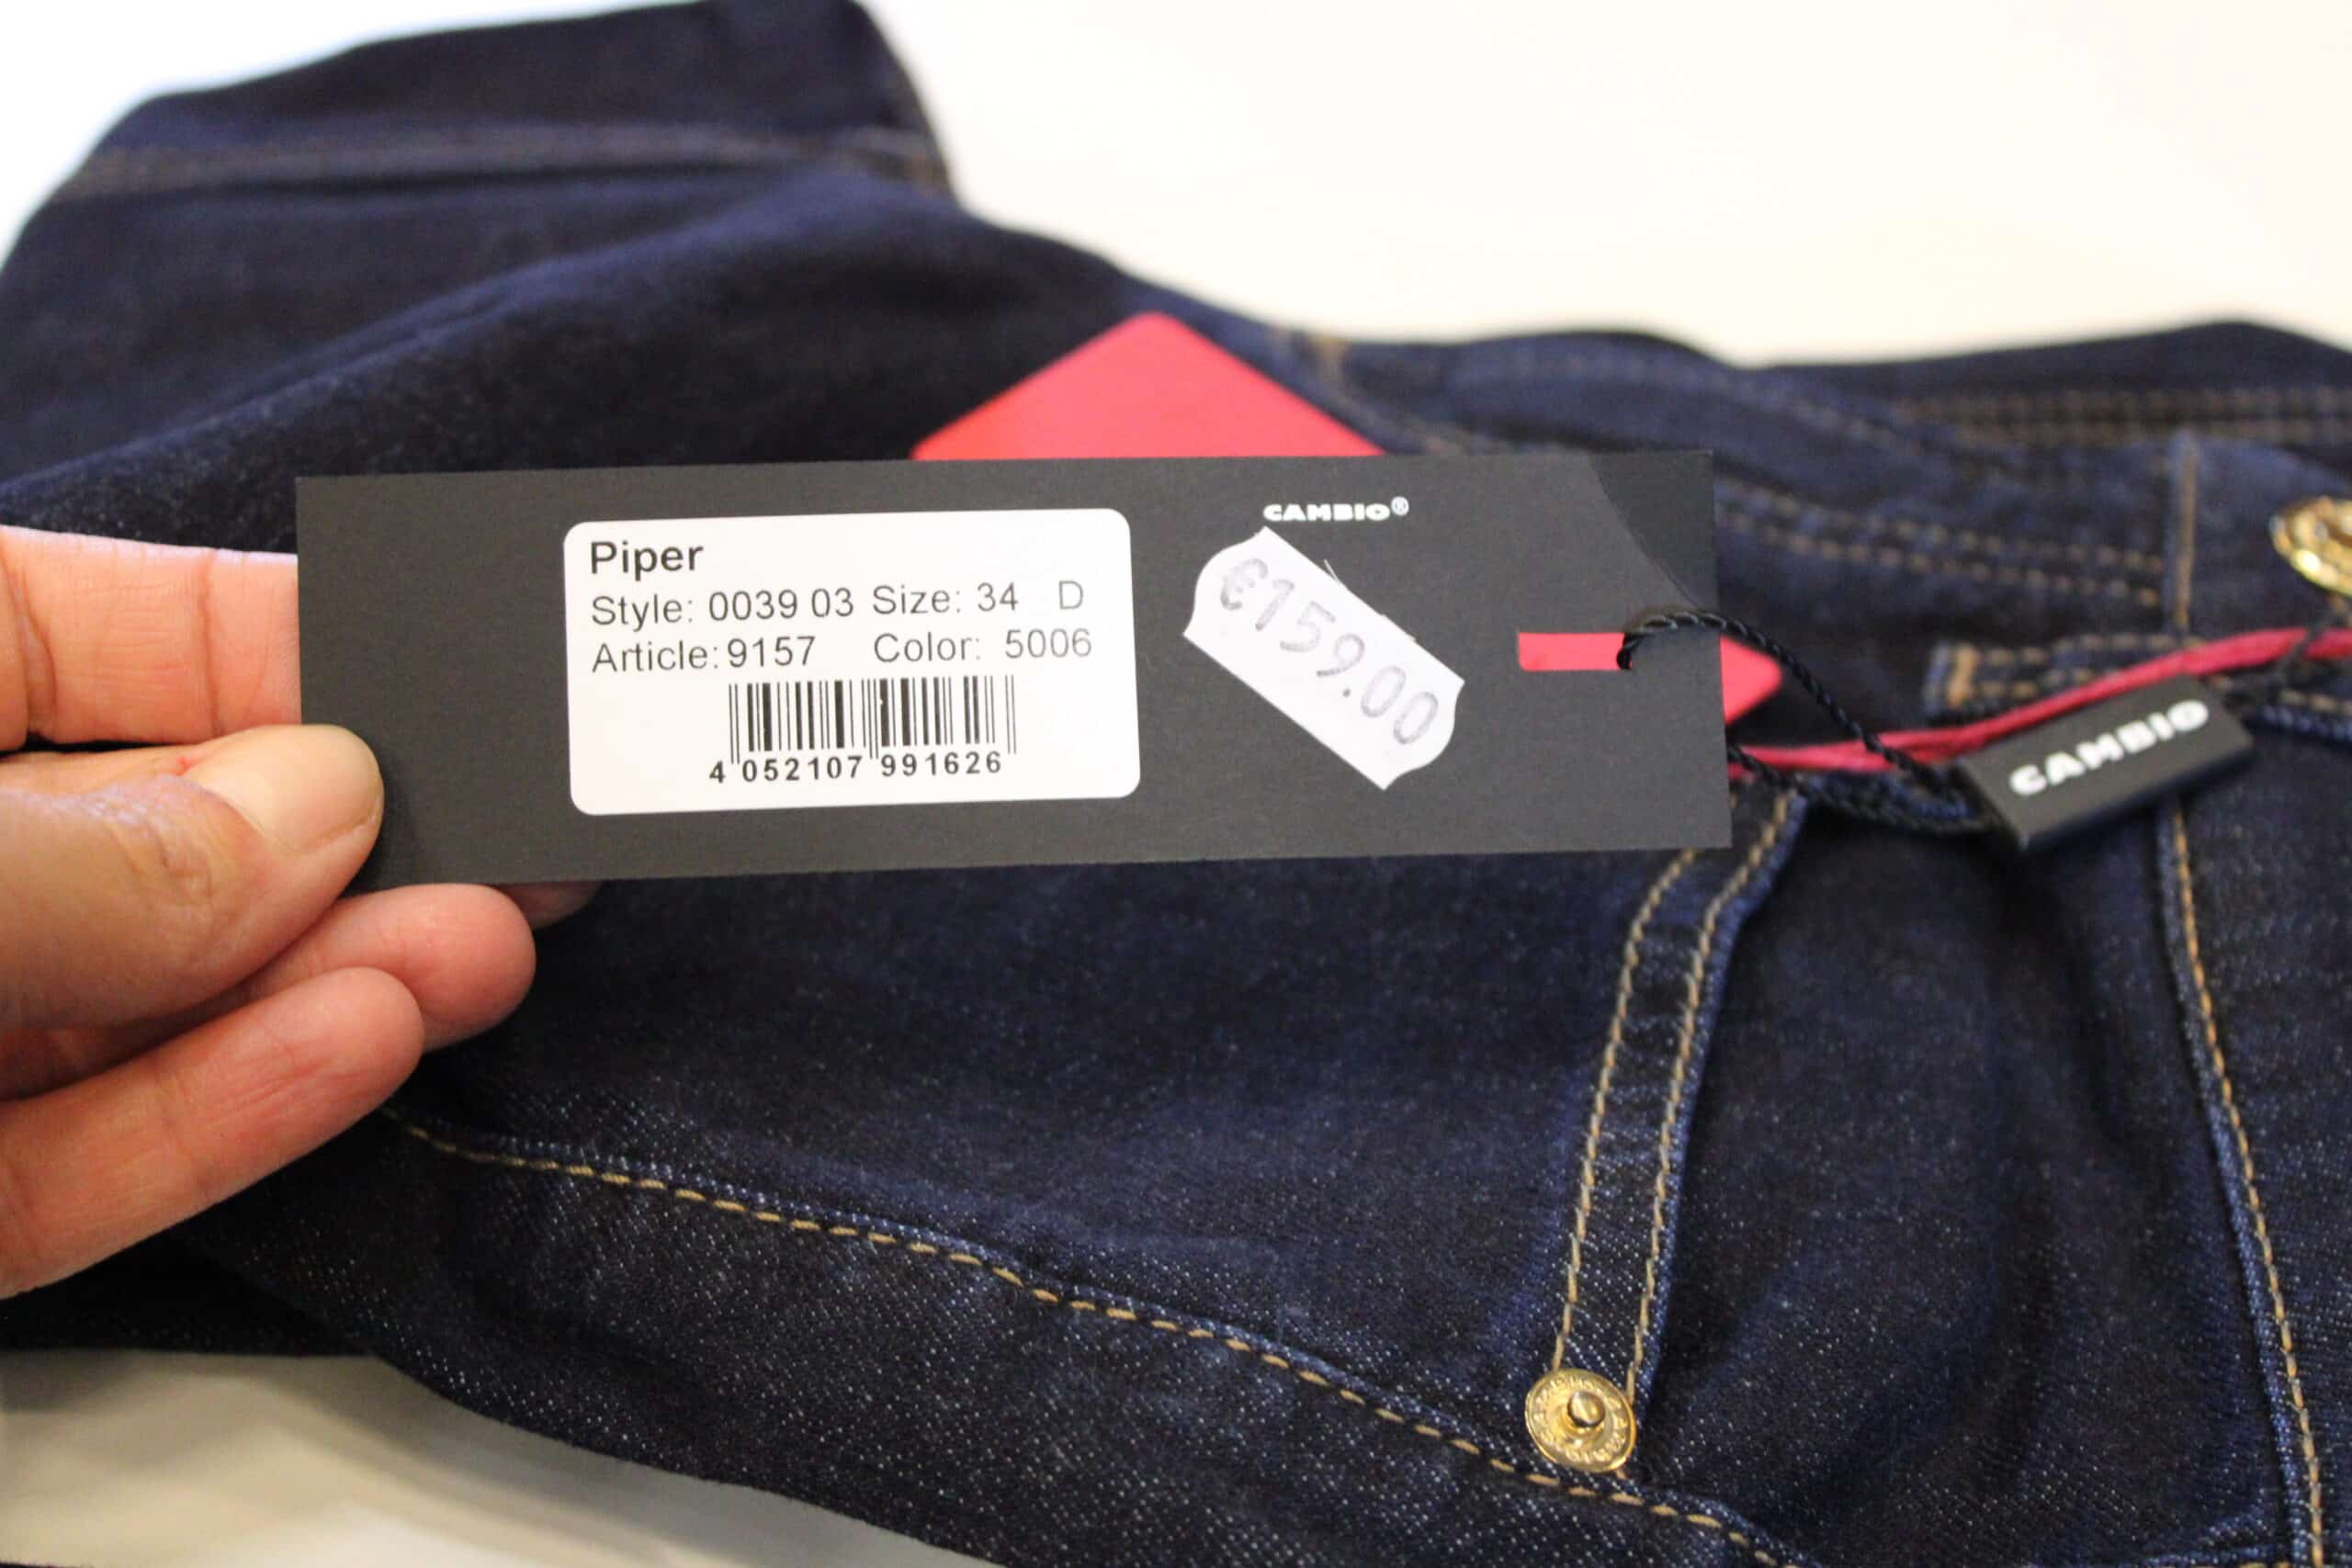 CAMBIO®
Piper
Style: 0039 03 Size: 34 D
Article: 9157 Color: 5006
4 052107 991626
€159.00
CAMBIO